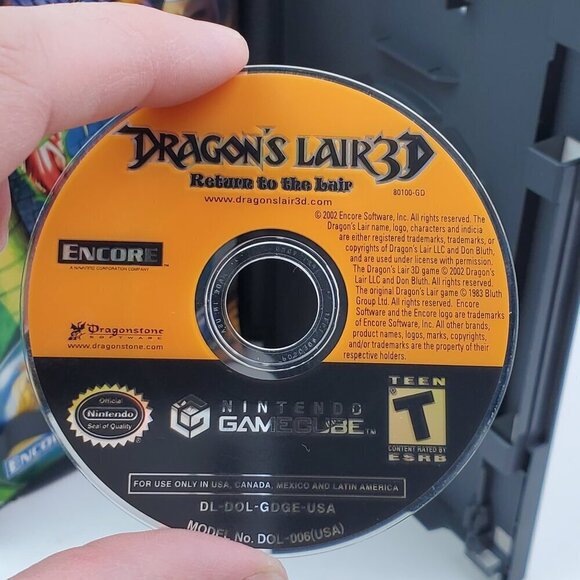 DRAGON'S LAIR 3D
Return to the Lair
www.dragonslair3d.com
80100-GD
© 2002 Encore Software, Inc. All rights reserved. The
Dragon's Lair name, logo, characters and indicia
are either registered trademarks, trademarks, or
copyrights of Dragon's Lair LLC and Don Bluth,
and are used under license with permission.
The Dragon's Lair 3D game © 2002 Dragon's
Lair LLC and Don Bluth, All rights reserved.
The original Dragon's Lair game © 1983 Bluth
Group Ltd. All rights reserved. Encore
Software and the Encore logo are trademarks
of Encore Software, Inc. All other brands,
product names, logos, marks, copyrights,
and/or trademarks are the property of their
respective holders.
ENCORE
A NAVARRE CORPORATION COMPANY
Dragonstone
SOFTWARE
www.dragonstone.com
Official
Nintendo
Seal of Quality
NINTENDO
GAMECUBE™
TEEN
T
CONTENT RATED BY
ESRB
FOR USE ONLY IN USA, CANADA, MEXICO AND LATIN AMERICA
DL-DOL-GDGE-USA
MODEL No. DOL-006(USA)
ENCORE